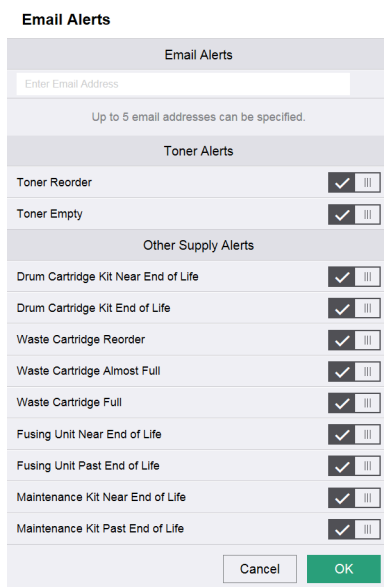 Email Alerts
Email Alerts
Enter Email Address
Up to 5 email addresses can be specified.
Toner Alerts
Toner Reorder
Toner Empty
Other Supply Alerts
Drum Cartridge Kit Near End of Life
Drum Cartridge Kit End of Life
Waste Cartridge Reorder
Waste Cartridge Almost Full
Waste Cartridge Full
Fusing Unit Near End of Life
Fusing Unit Past End of Life
Maintenance Kit Near End of Life
Maintenance Kit Past End of Life
Cancel OK